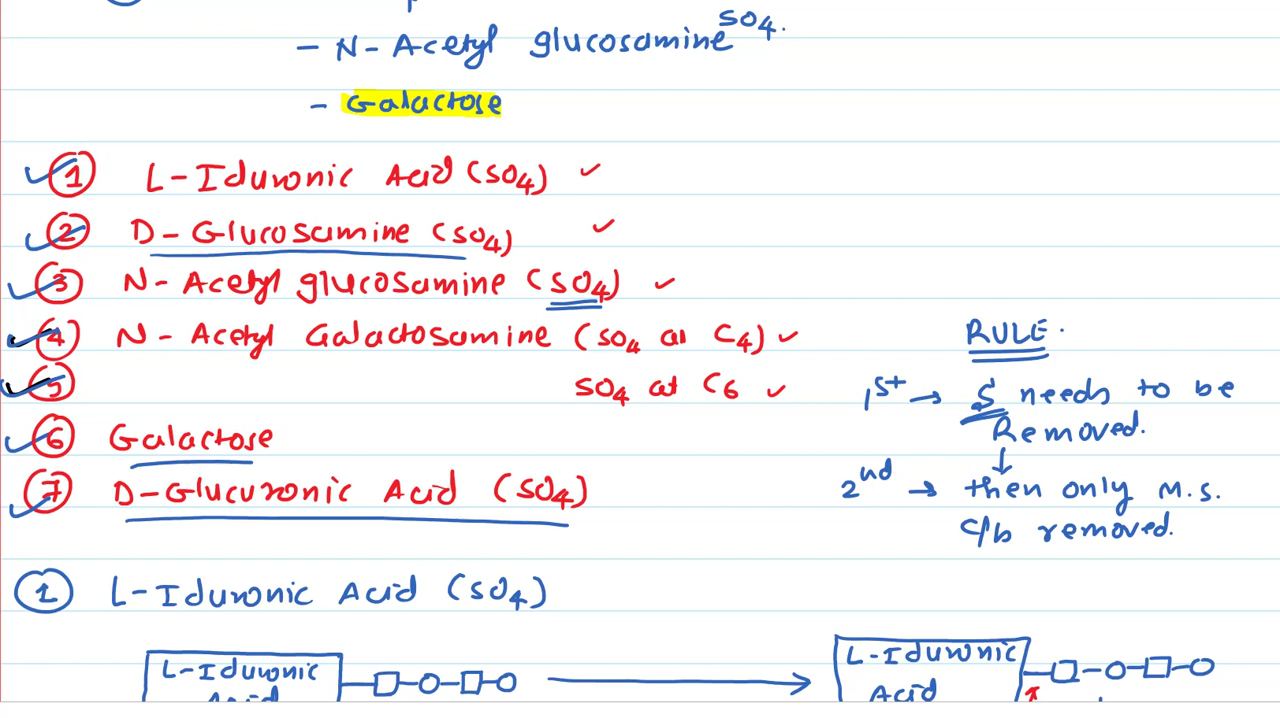 - N-Acetyl glucosamine SO4.
- Galactose
1 L-Iduronic Acid (SO4) ✓
2 D-Glucosamine (SO4) ✓
3 N-Acetyl glucosamine (SO4) ✓
4 N-Acetyl Galactosamine (SO4 at C4) ✓
5 SO4 at C6 ✓
6 Galactose
7 D-Glucuronic Acid (SO4)
RULE.
1st → S needs to be
Removed.
↓
2nd → then only M.S.
c/b removed.
1 L-Iduronic Acid (SO4)
L-Iduronic
Acid
L-Iduronic
Acid